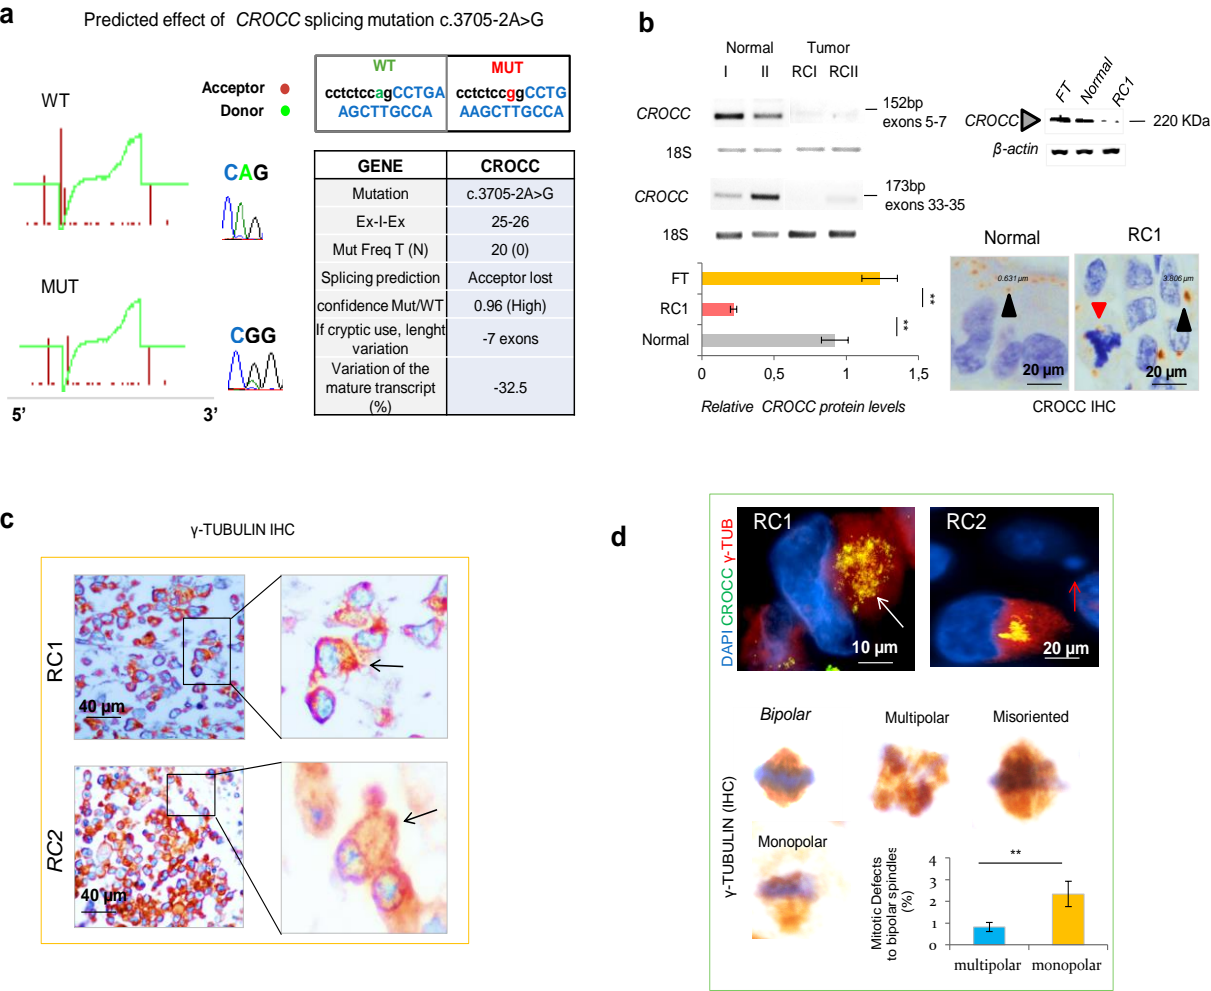 a
Predicted effect of CROCC splicing mutation c.3705-2A>G
WT
Acceptor
Donor
CAG
MUT
CGG
5’ 3’
WT MUT
cctctccagCCTGA cctctccggCCTG
AGCTTGCCA AAGCTTGCCA
GENE CROCC
Mutation c.3705-2A>G
Ex-I-Ex 25-26
Mut Freq T (N) 20 (0)
Splicing prediction Acceptor lost
confidence Mut/WT 0.96 (High)
If cryptic use, lenght
variation
-7 exons
Variation of the
mature transcript
(%)
-32.5
b
Normal Tumor
I II RCI RCII
CROCC
152bp
exons 5-7
18S
CROCC
173bp
exons 33-35
18S
FT Normal RC1
CROCC 220 KDa
β-actin
FT
RC1
Normal
**
**
0 0,5 1 1,5
Relative CROCC protein levels
Normal RC1
0.631 µm 3.806 µm
20 µm 20 µm
CROCC IHC
c
γ-TUBULIN IHC
RC1
40 µm
RC2
40 µm
d
DAPI CROCC γ-TUB
RC1 RC2
10 µm 20 µm
γ-TUBULIN (IHC)
Bipolar Multipolar Misoriented
Monopolar
Mitotic Defects
to bipolar spindles
(%)
4
3
2
1
0
**
multipolar monopolar